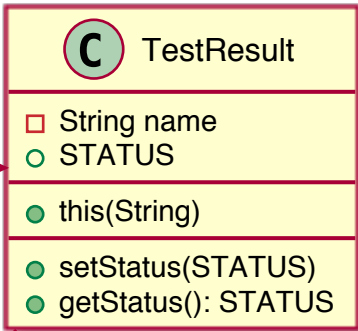 C TestResult
String name
STATUS
this(String)
setStatus(STATUS)
getStatus(): STATUS